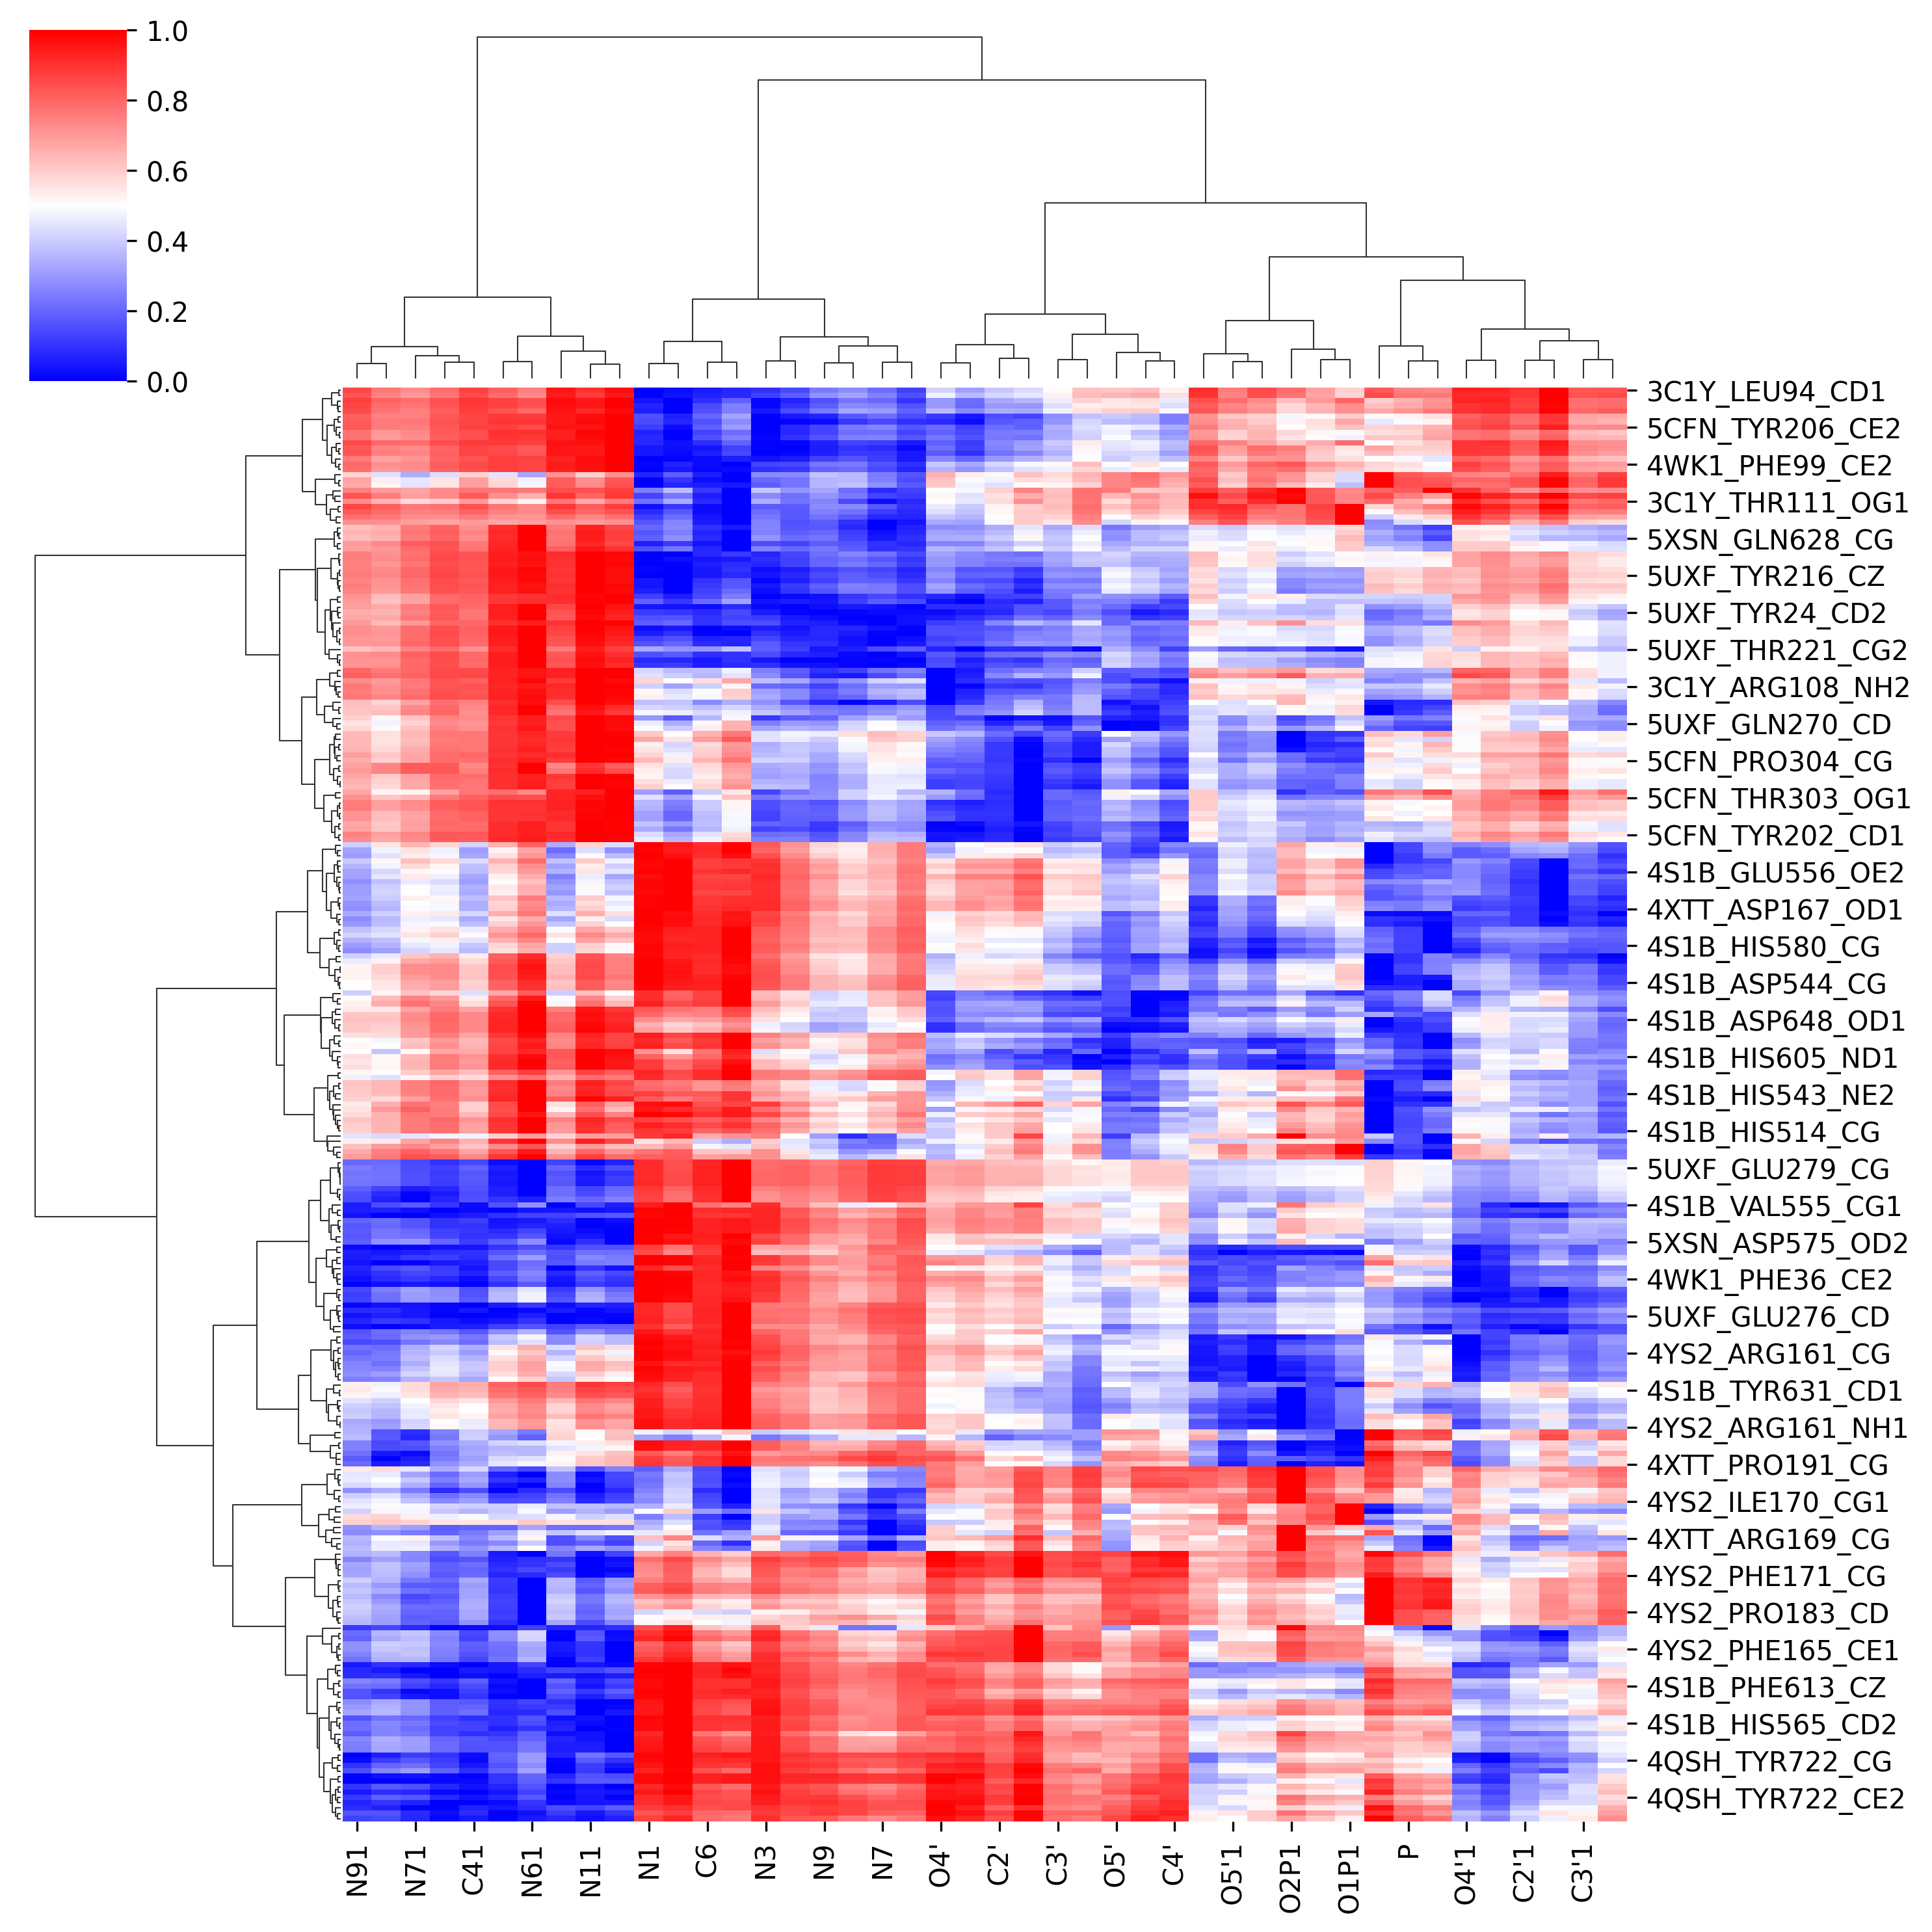 1.0
0.8
0.6
0.4
0.2
0.0
3C1Y_LEU94_CD1
5CFN_TYR206_CE2
4WK1_PHE99_CE2
3C1Y_THR111_OG1
5XSN_GLN628_CG
5UXF_TYR216_CZ
5UXF_TYR24_CD2
5UXF_THR221_CG2
3C1Y_ARG108_NH2
5UXF_GLN270_CD
5CFN_PRO304_CG
5CFN_THR303_OG1
5CFN_TYR202_CD1
4S1B_GLU556_OE2
4XTT_ASP167_OD1
4S1B_HIS580_CG
4S1B_ASP544_CG
4S1B_ASP648_OD1
4S1B_HIS605_ND1
4S1B_HIS543_NE2
4S1B_HIS514_CG
5UXF_GLU279_CG
4S1B_VAL555_CG1
5XSN_ASP575_OD2
4WK1_PHE36_CE2
5UXF_GLU276_CD
4YS2_ARG161_CG
4S1B_TYR631_CD1
4YS2_ARG161_NH1
4XTT_PRO191_CG
4YS2_ILE170_CG1
4XTT_ARG169_CG
4YS2_PHE171_CG
4YS2_PRO183_CD
4YS2_PHE165_CE1
4S1B_PHE613_CZ
4S1B_HIS565_CD2
4QSH_TYR722_CG
4QSH_TYR722_CE2
N91
N71
C41
N61
N11
N1
C6
N3
N9
N7
O4'
C2'
C3'
O5'
C4'
O5'1
O2P1
O1P1
P
O4'1
C2'1
C3'1